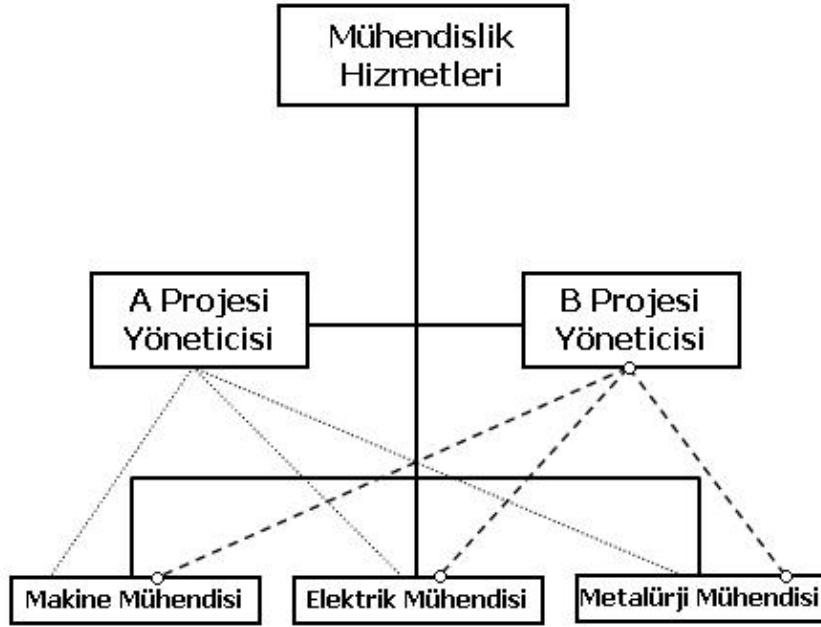 Mühendislik
Hizmetleri
A Projesi
Yöneticisi
B Projesi
Yöneticisi
Makine Mühendisi
Elektrik Mühendisi
Metalürji Mühendisi